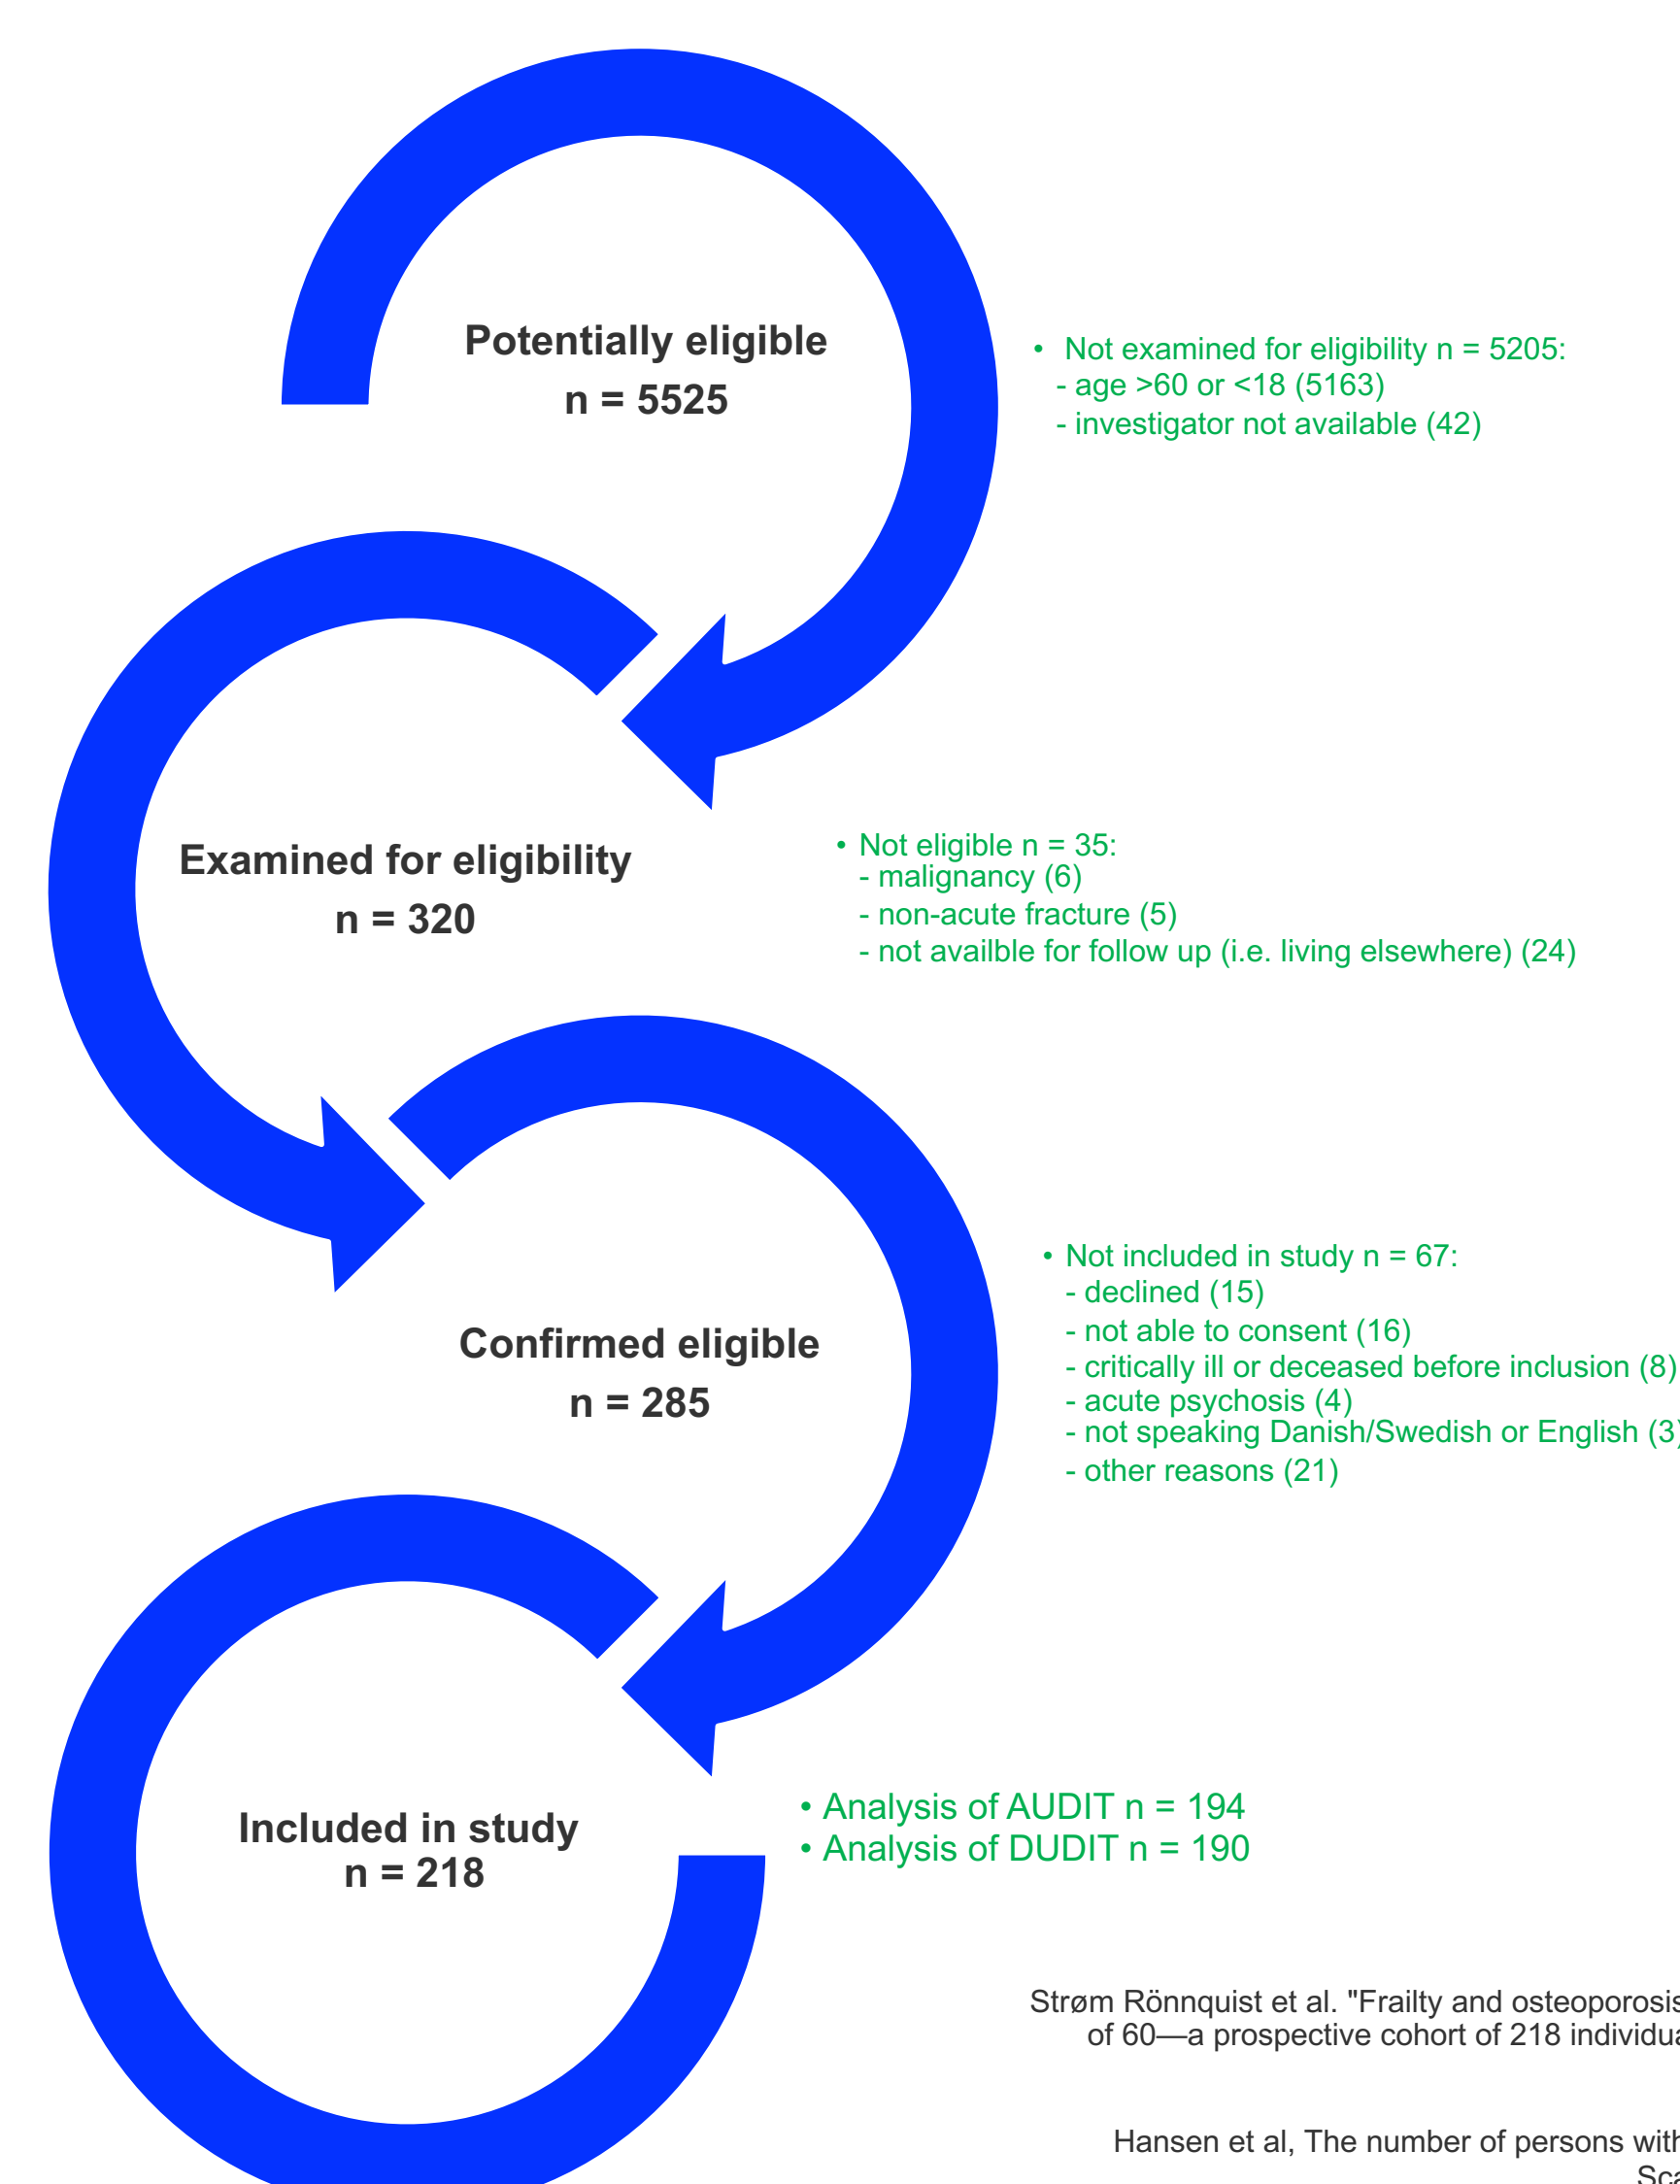 Potentially eligible
n = 5525
• Not examined for eligibility n = 5205:
- age >60 or <18 (5163)
- investigator not available (42)
Examined for eligibility
n = 320
• Not eligible n = 35:
- malignancy (6)
- non-acute fracture (5)
- not availble for follow up (i.e. living elsewhere) (24)
Confirmed eligible
n = 285
• Not included in study n = 67:
- declined (15)
- not able to consent (16)
- critically ill or deceased before inclusion (8)
- acute psychosis (4)
- not speaking Danish/Swedish or English (3)
- other reasons (21)
Included in study
n = 218
• Analysis of AUDIT n = 194
• Analysis of DUDIT n = 190
Strøm Rönnquist et al. "Frailty and osteoporosis
of 60—a prospective cohort of 218
Hansen et al, The number of persons with